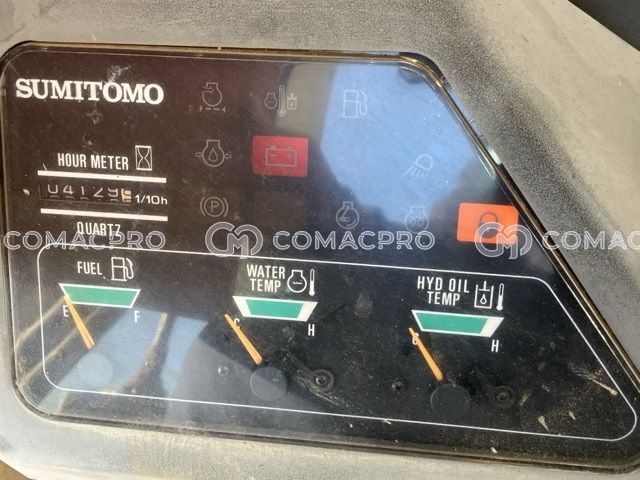 SUMITOMO
HOUR METER
04129
1/10h
QUARTZ
COMACPRO
COMACPRO
COMACPRO
FUEL
E
F
WATER
TEMP
C
H
HYD OIL
TEMP
C
H